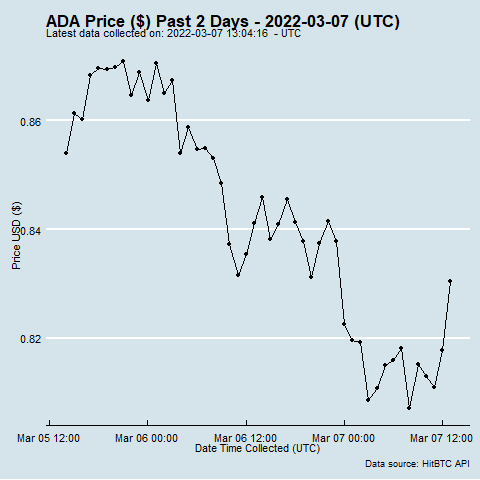 ADA Price ($) Past 2 Days - 2022-03-07 (UTC)
Latest data collected on: 2022-03-07 13:04:16  - UTC
Price USD ($)
0.86
0.84
0.82
Mar 05 12:00
Mar 06 00:00
Mar 06 12:00
Mar 07 00:00
Mar 07 12:00
Date Time Collected (UTC)
Data source: HitBTC API